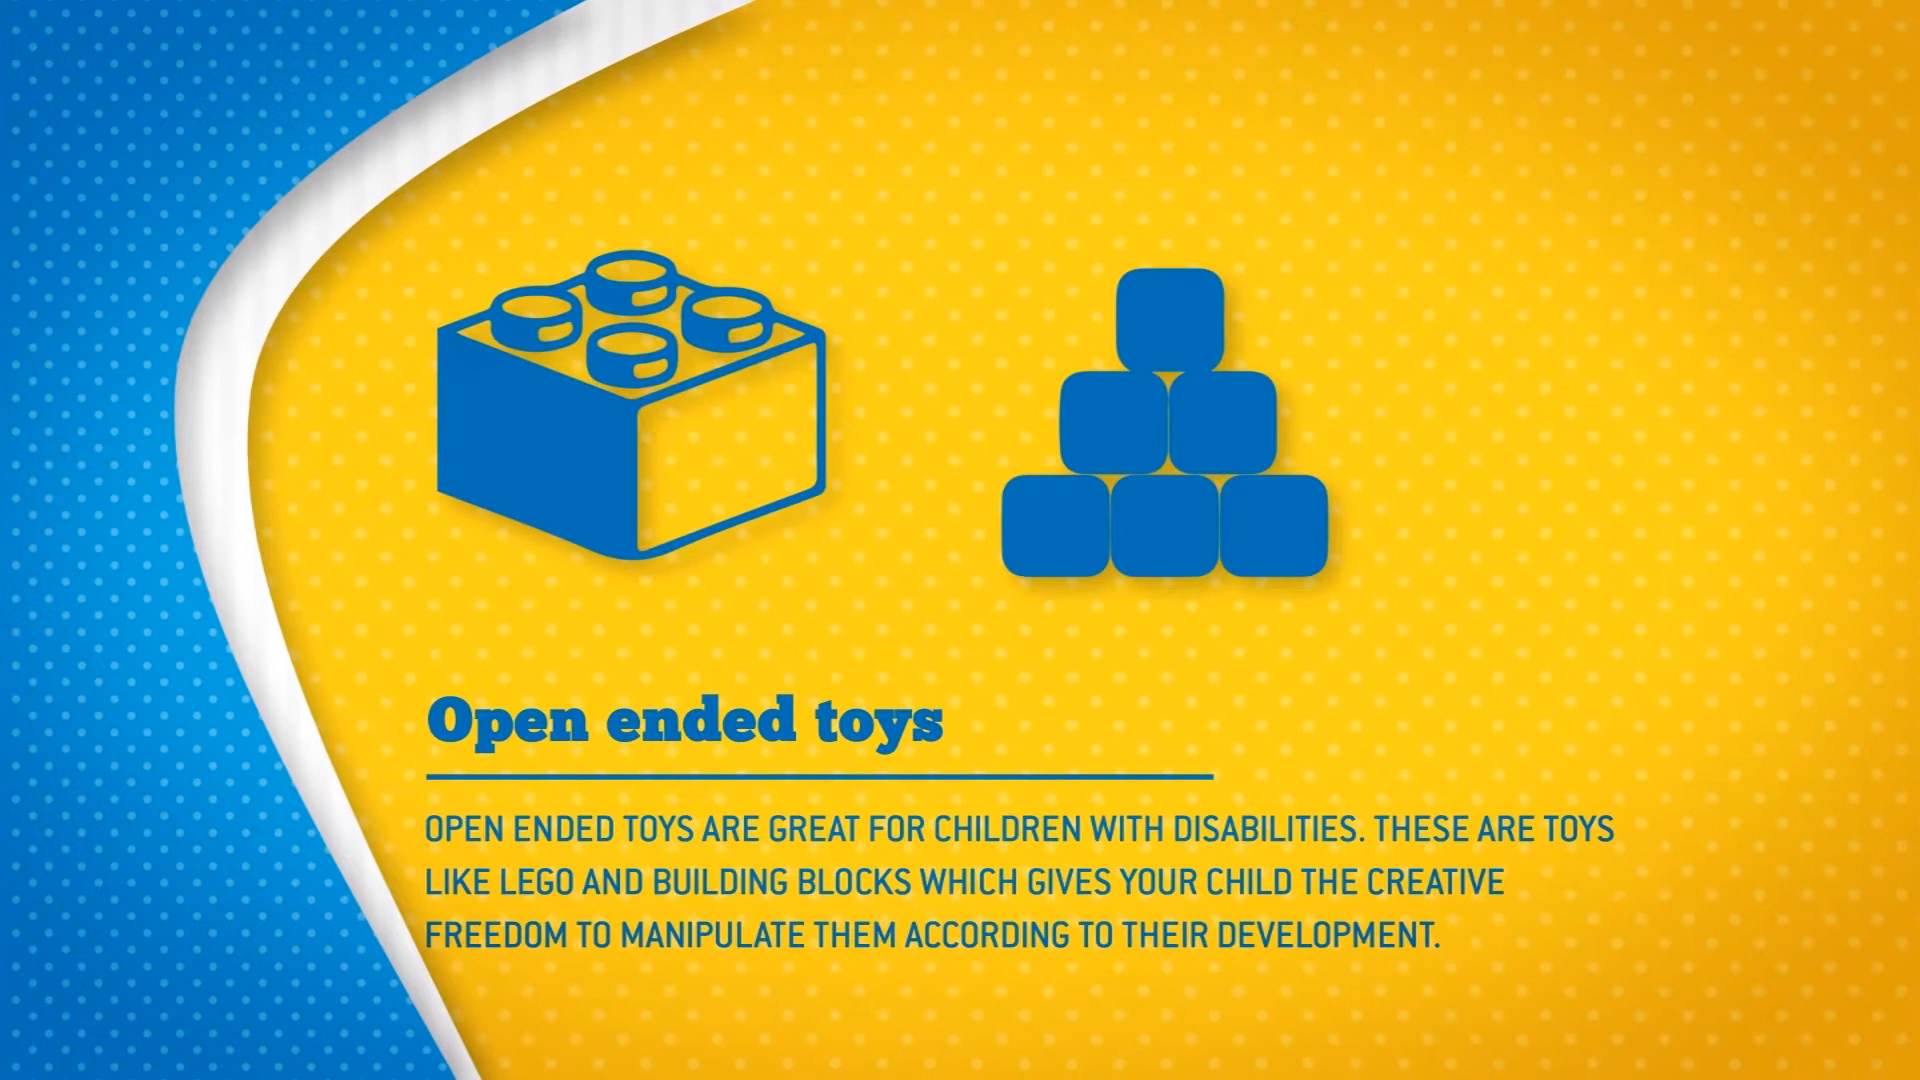 Open ended toys
OPEN ENDED TOYS ARE GREAT FOR CHILDREN WITH DISABILITIES. THESE ARE TOYS
LIKE LEGO AND BUILDING BLOCKS WHICH GIVES YOUR CHILD THE CREATIVE
FREEDOM TO MANIPULATE THEM ACCORDING TO THEIR DEVELOPMENT.